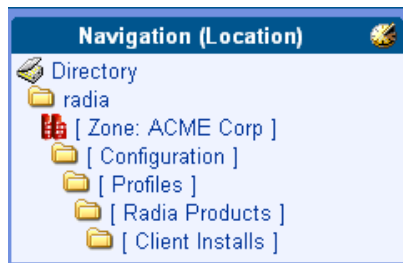 Navigation (Location)
Directory
radia
[ Zone: ACME Corp ]
[ Configuration ]
[ Profiles ]
[ Radia Products ]
[ Client Installs ]